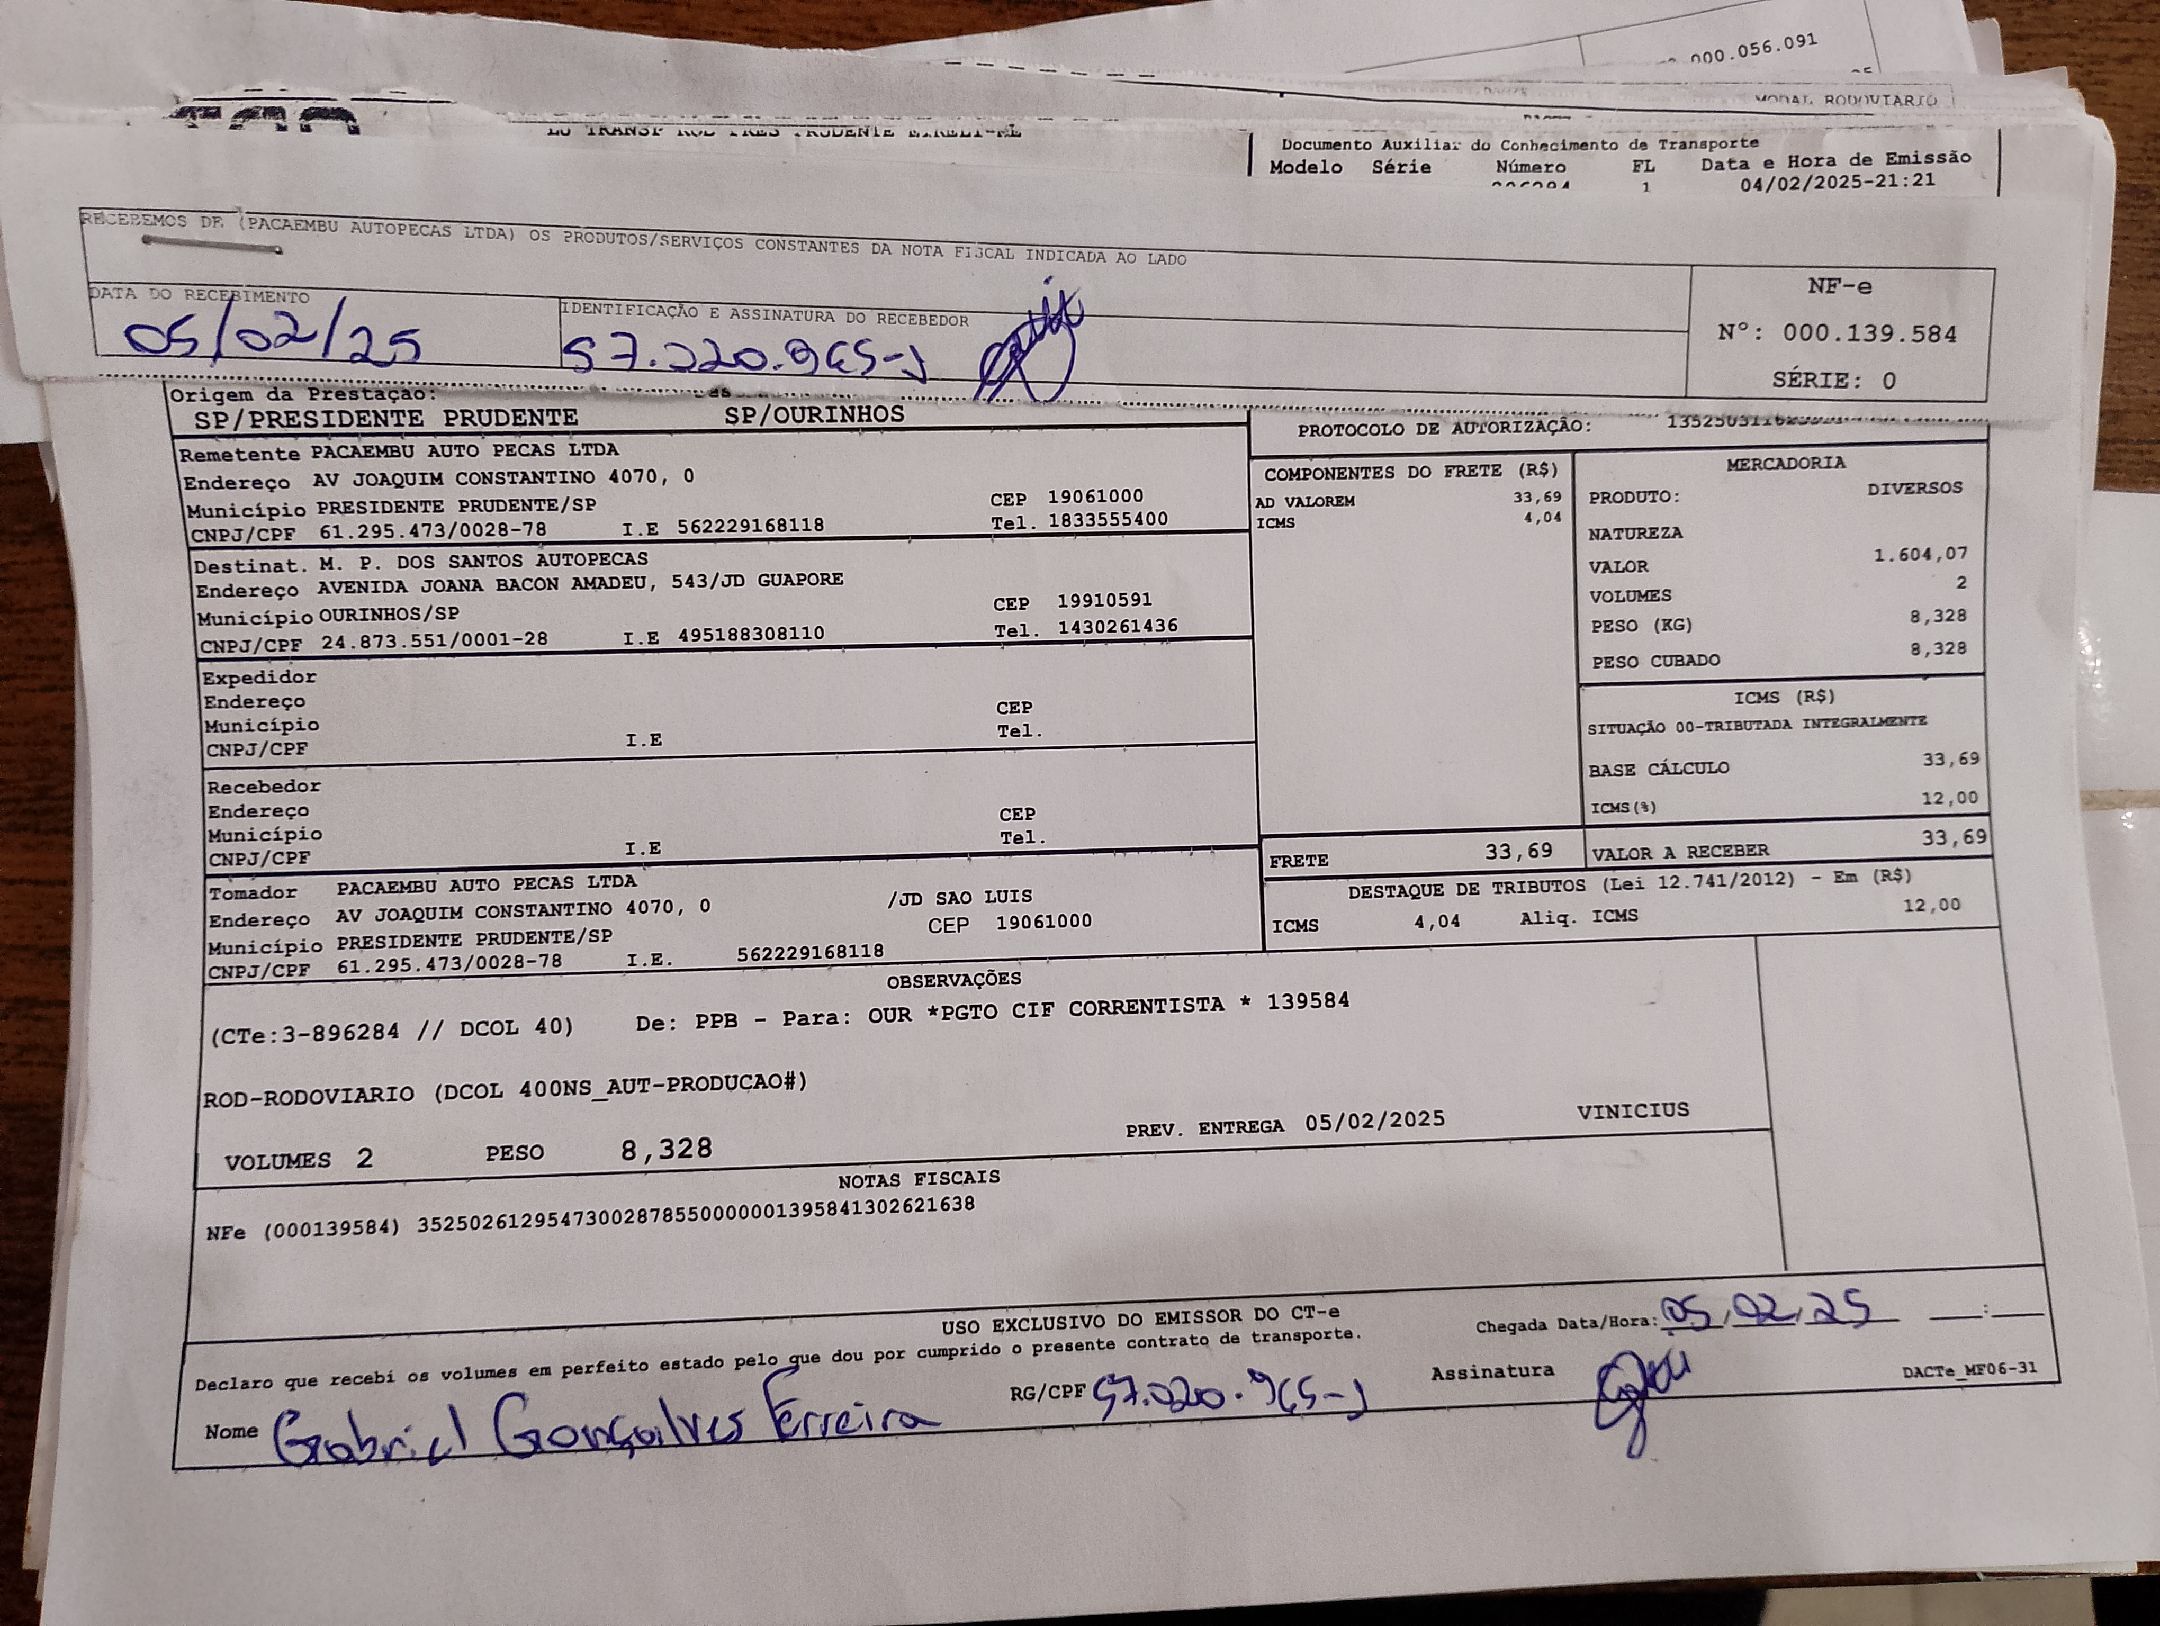 000.056.091
MODAL RODOVIARIO
Documento Auxiliar do Conhecimento de Transporte
Modelo Série Número FL Data e Hora de Emissão
1 04/02/2025-21:21
RECEBEMOS DE (PACAEMBU AUTOPECAS LTDA) OS PRODUTOS/SERVIÇOS CONSTANTES DA NOTA FISCAL INDICADA AO LADO
DATA DO RECEBIMENTO
05/02/25
IDENTIFICAÇÃO E ASSINATURA DO RECEBEDOR
NF-e
Nº: 000.139.584
SÉRIE: 0
Origem da Prestação:
SP/PRESIDENTE PRUDENTE SP/OURINHOS
PROTOCOLO DE AUTORIZAÇÃO:
Remetente PACAEMBU AUTO PECAS LTDA
Endereço AV JOAQUIM CONSTANTINO 4070, 0
Município PRESIDENTE PRUDENTE/SP CEP 19061000
CNPJ/CPF 61.295.473/0028-78 I.E 562229168118 Tel. 1833555400
Destinat. M. P. DOS SANTOS AUTOPECAS
Endereço AVENIDA JOANA BACON AMADEU, 543/JD GUAPORE
Município OURINHOS/SP CEP 19910591
CNPJ/CPF 24.873.551/0001-28 I.E 495188308110 Tel. 1430261436
Expedidor
Endereço
Município CEP
CNPJ/CPF I.E Tel.
Recebedor
Endereço
Município CEP
CNPJ/CPF I.E Tel.
Tomador PACAEMBU AUTO PECAS LTDA
Endereço AV JOAQUIM CONSTANTINO 4070, 0 /JD SAO LUIS
Município PRESIDENTE PRUDENTE/SP CEP 19061000
CNPJ/CPF 61.295.473/0028-78 I.E. 562229168118
COMPONENTES DO FRETE (R$)
AD VALOREM 33,69
ICMS 4,04
MERCADORIA
PRODUTO: DIVERSOS
NATUREZA
VALOR 1.604,07
VOLUMES 2
PESO (KG) 8,328
PESO CUBADO 8,328
ICMS (R$)
SITUAÇÃO 00-TRIBUTADA INTEGRALMENTE
BASE CÁLCULO 33,69
ICMS(%) 12,00
FRETE 33,69 VALOR A RECEBER 33,69
DESTAQUE DE TRIBUTOS (Lei 12.741/2012) - Em (R$)
ICMS 4,04 Aliq. ICMS 12,00
OBSERVAÇÕES
(CTe:3-896284 // DCOL 40) De: PPB - Para: OUR *PGTO CIF CORRENTISTA * 139584
ROD-RODOVIARIO (DCOL 400NS_AUT-PRODUCAO#)
VOLUMES 2 PESO 8,328 PREV. ENTREGA 05/02/2025 VINICIUS
NOTAS FISCAIS
NFe (000139584) 35250261295473002878550000001395841302621638
USO EXCLUSIVO DO EMISSOR DO CT-e
Declaro que recebi os volumes em perfeito estado pelo que dou por cumprido o presente contrato de transporte.
Chegada Data/Hora: 05/02/25 :
Nome Gabriel Gonçalves Ferreira RG/CPF Assinatura
DACTe_MF06-31